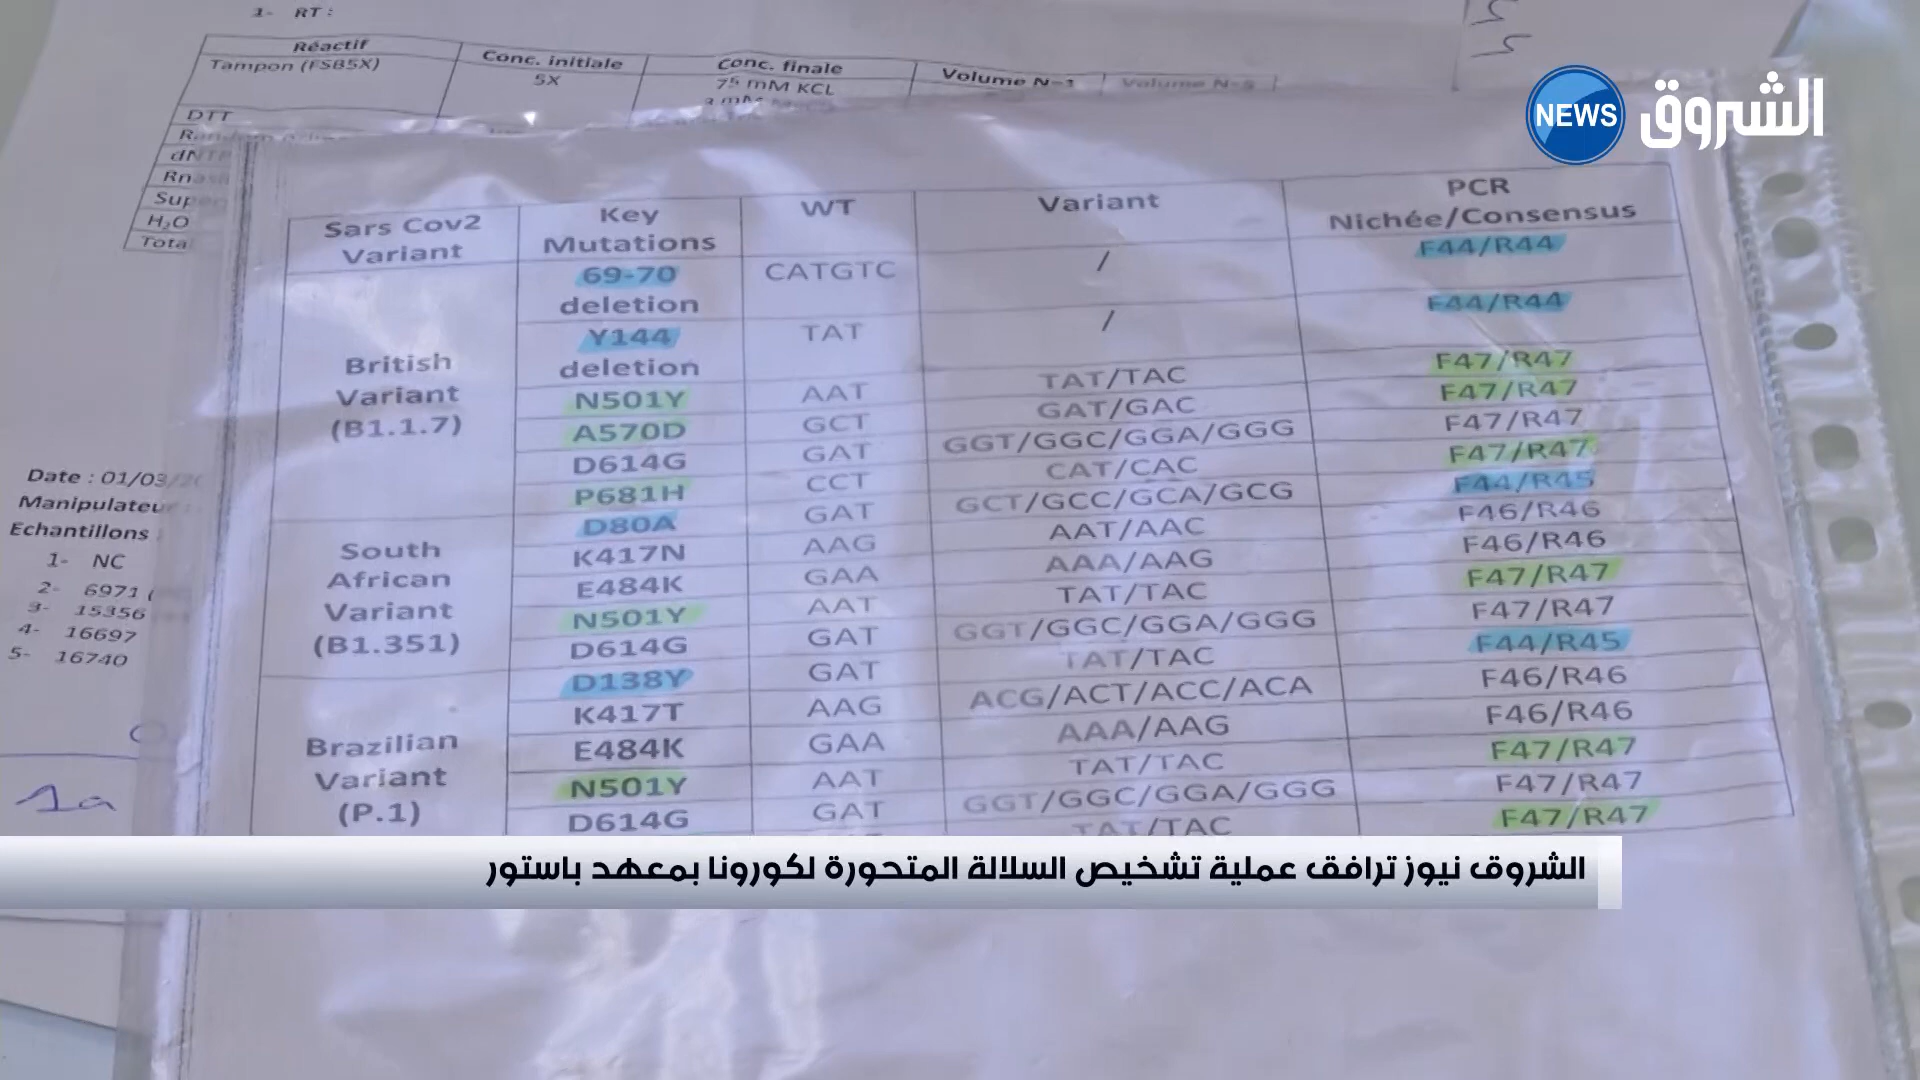 1- RT :
Réactif Conc. initiale Conc. finale Volume N=1 Volume N=5
Tampon (FSB5X) 5X 75 mM KCL
DTT
H₂O
NEWS الشروق
Sars Cov2 Variant Key Mutations WT Variant PCR Nichée/Consensus
British Variant (B1.1.7) 69-70 deletion CATGTC / F44/R44
Y144 deletion TAT / F44/R44
N501Y AAT TAT/TAC F47/R47
A570D GCT GAT/GAC F47/R47
D614G GAT GGT/GGC/GGA/GGG F47/R47
P681H CCT CAT/CAC F47/R47
South African Variant (B1.351) D80A GAT GCT/GCC/GCA/GCG F44/R45
K417N AAG AAT/AAC F46/R46
E484K GAA AAA/AAG F46/R46
N501Y AAT TAT/TAC F47/R47
D614G GAT GGT/GGC/GGA/GGG F47/R47
Brazilian Variant (P.1) D138Y GAT TAT/TAC F44/R45
K417T AAG ACG/ACT/ACC/ACA F46/R46
E484K GAA AAA/AAG F46/R46
N501Y AAT TAT/TAC F47/R47
D614G GAT GGT/GGC/GGA/GGG F47/R47
TAT/TAC F47/R47
Date : 01/03/
Echantillons
1- NC
2- 6971
3- 15356
4- 16697
5- 16740
1a
الشروق نيوز ترافق عملية تشخيص السلالة المتحورة لكورونا بمعهد باستور